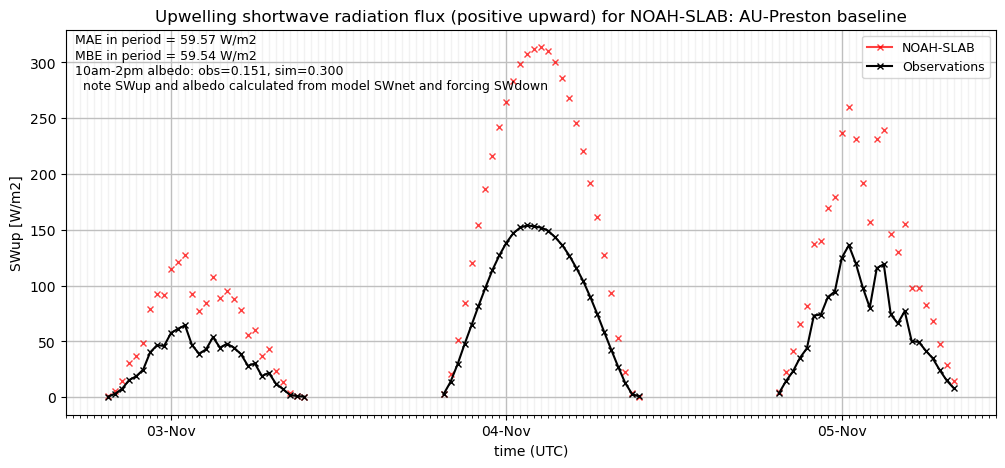 Upwelling shortwave radiation flux (positive upward) for NOAH-SLAB: AU-Preston baseline
MAE in period = 59.57 W/m2
MBE in period = 59.54 W/m2
10am-2pm albedo: obs=0.151, sim=0.300
note SWup and albedo calculated from model SWnet and forcing SWdown
NOAH-SLAB
Observations
SWup [W/m2]
300
250
200
150
100
50
0
03-Nov
04-Nov
05-Nov
time (UTC)